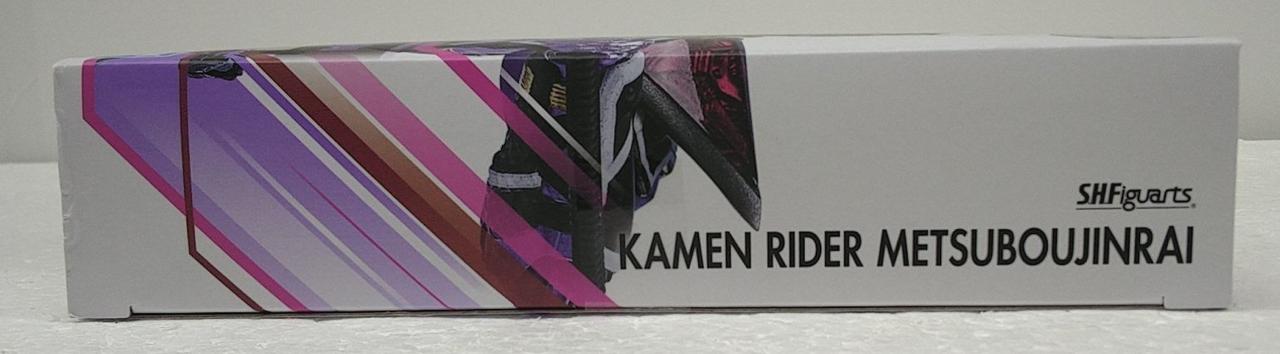 S.H.Figuarts
KAMEN RIDER METSUBOUJINRAI